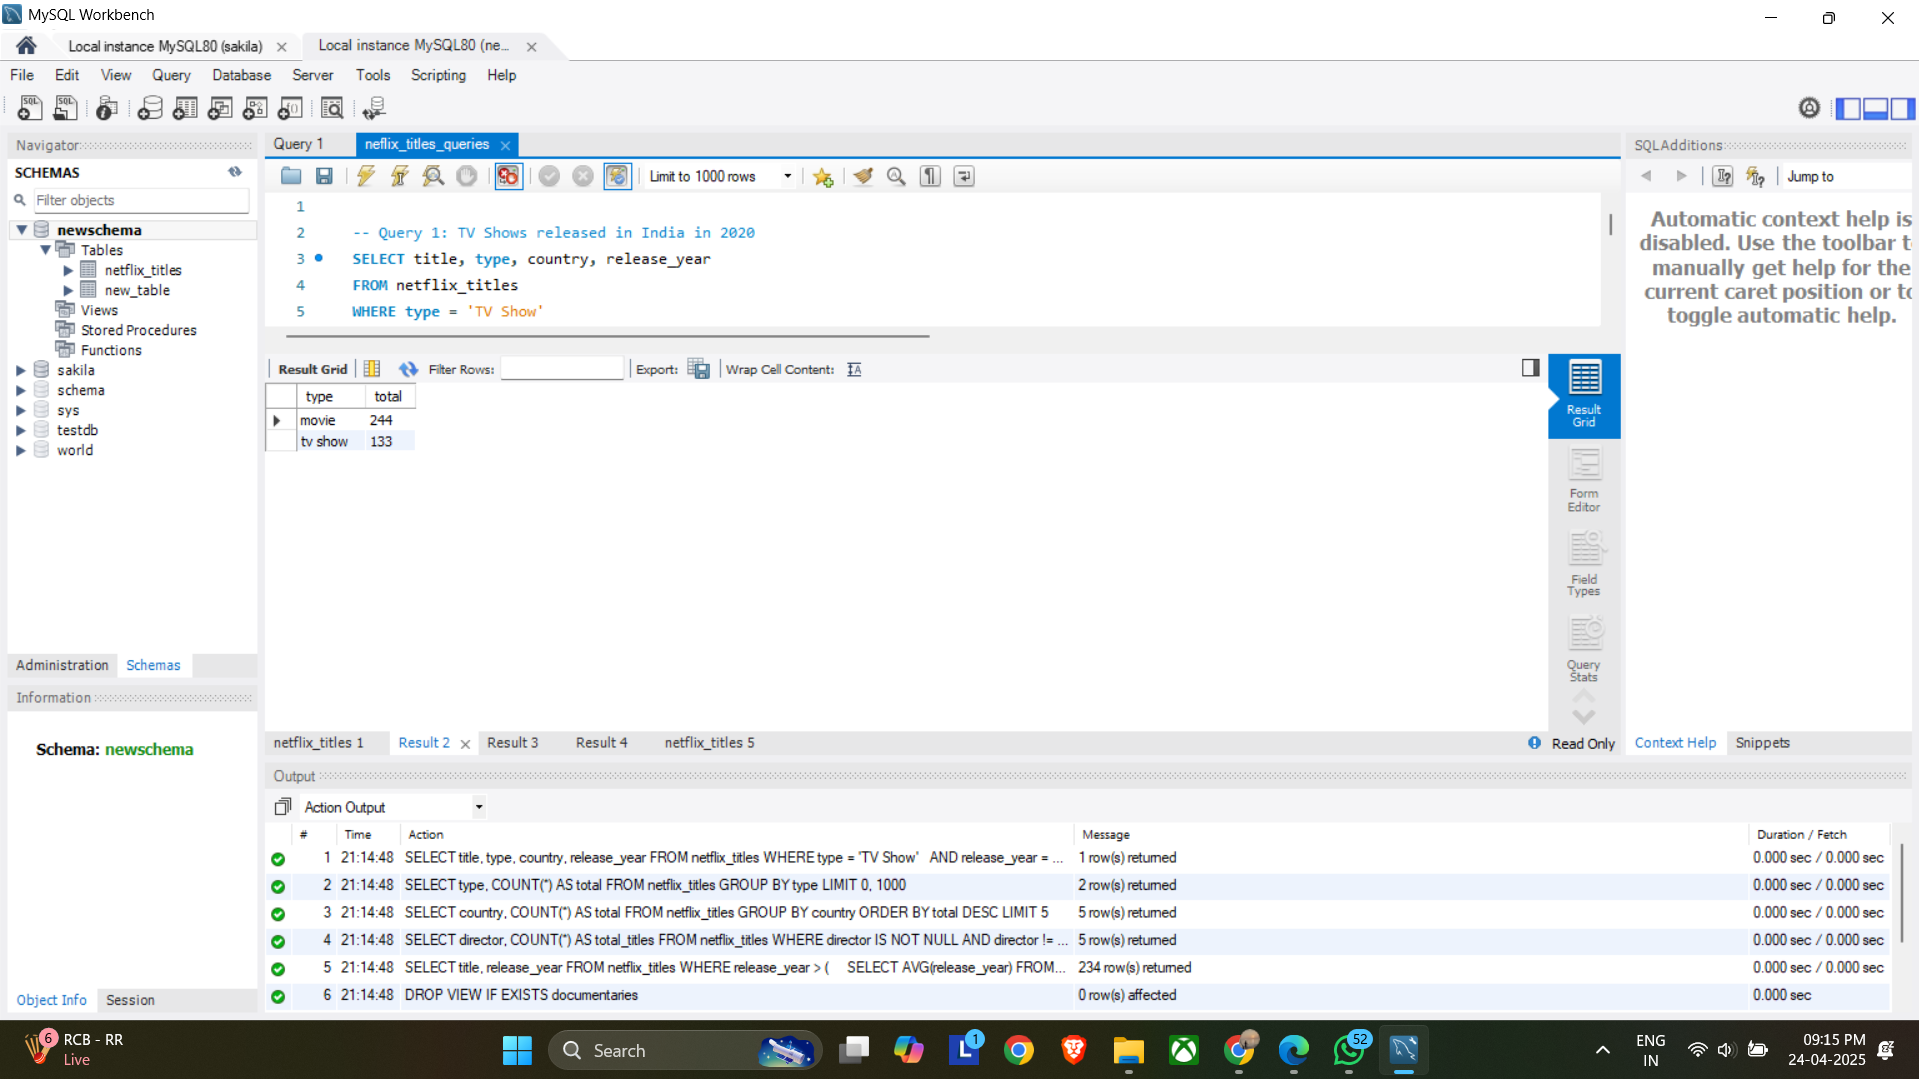 MySQL Workbench
Local instance MySQL80 (sakila)
Local instance MySQL80 (ne...
File Edit View Query Database Server Tools Scripting Help
Navigator
SCHEMAS
Filter objects
newschema
Tables
netflix_titles
new_table
Views
Stored Procedures
Functions
sakila
schema
sys
testdb
world
Administration Schemas
Information
Schema: newschema
Object Info Session
Query 1
neflix_titles_queries
Limit to 1000 rows
1
2 -- Query 1: TV Shows released in India in 2020
3 SELECT title, type, country, release_year
4 FROM netflix_titles
5 WHERE type = 'TV Show'
Result Grid Filter Rows: Export: Wrap Cell Content:
type total
movie 244
tv show 133
Result Grid
Form Editor
Field Types
Query Stats
netflix_titles 1 Result 2 Result 3 Result 4 netflix_titles 5
Read Only
SQLAdditions
Jump to
Automatic context help is
disabled. Use the toolbar t
manually get help for the
current caret position or to
toggle automatic help.
Context Help Snippets
Output
Action Output
# Time Action Message Duration / Fetch
1 21:14:48 SELECT title, type, country, release_year FROM netflix_titles WHERE type = 'TV Show' AND release_year = ... 1 row(s) returned 0.000 sec / 0.000 sec
2 21:14:48 SELECT type, COUNT(*) AS total FROM netflix_titles GROUP BY type LIMIT 0, 1000 2 row(s) returned 0.000 sec / 0.000 sec
3 21:14:48 SELECT country, COUNT(*) AS total FROM netflix_titles GROUP BY country ORDER BY total DESC LIMIT 5 5 row(s) returned 0.000 sec / 0.000 sec
4 21:14:48 SELECT director, COUNT(*) AS total_titles FROM netflix_titles WHERE director IS NOT NULL AND director != ... 5 row(s) returned 0.000 sec / 0.000 sec
5 21:14:48 SELECT title, release_year FROM netflix_titles WHERE release_year > ( SELECT AVG(release_year) FROM... 234 row(s) returned 0.000 sec / 0.000 sec
6 21:14:48 DROP VIEW IF EXISTS documentaries 0 row(s) affected 0.000 sec
6
RCB - RR
Live
Search
1
52
ENG
IN
09:15 PM
24-04-2025